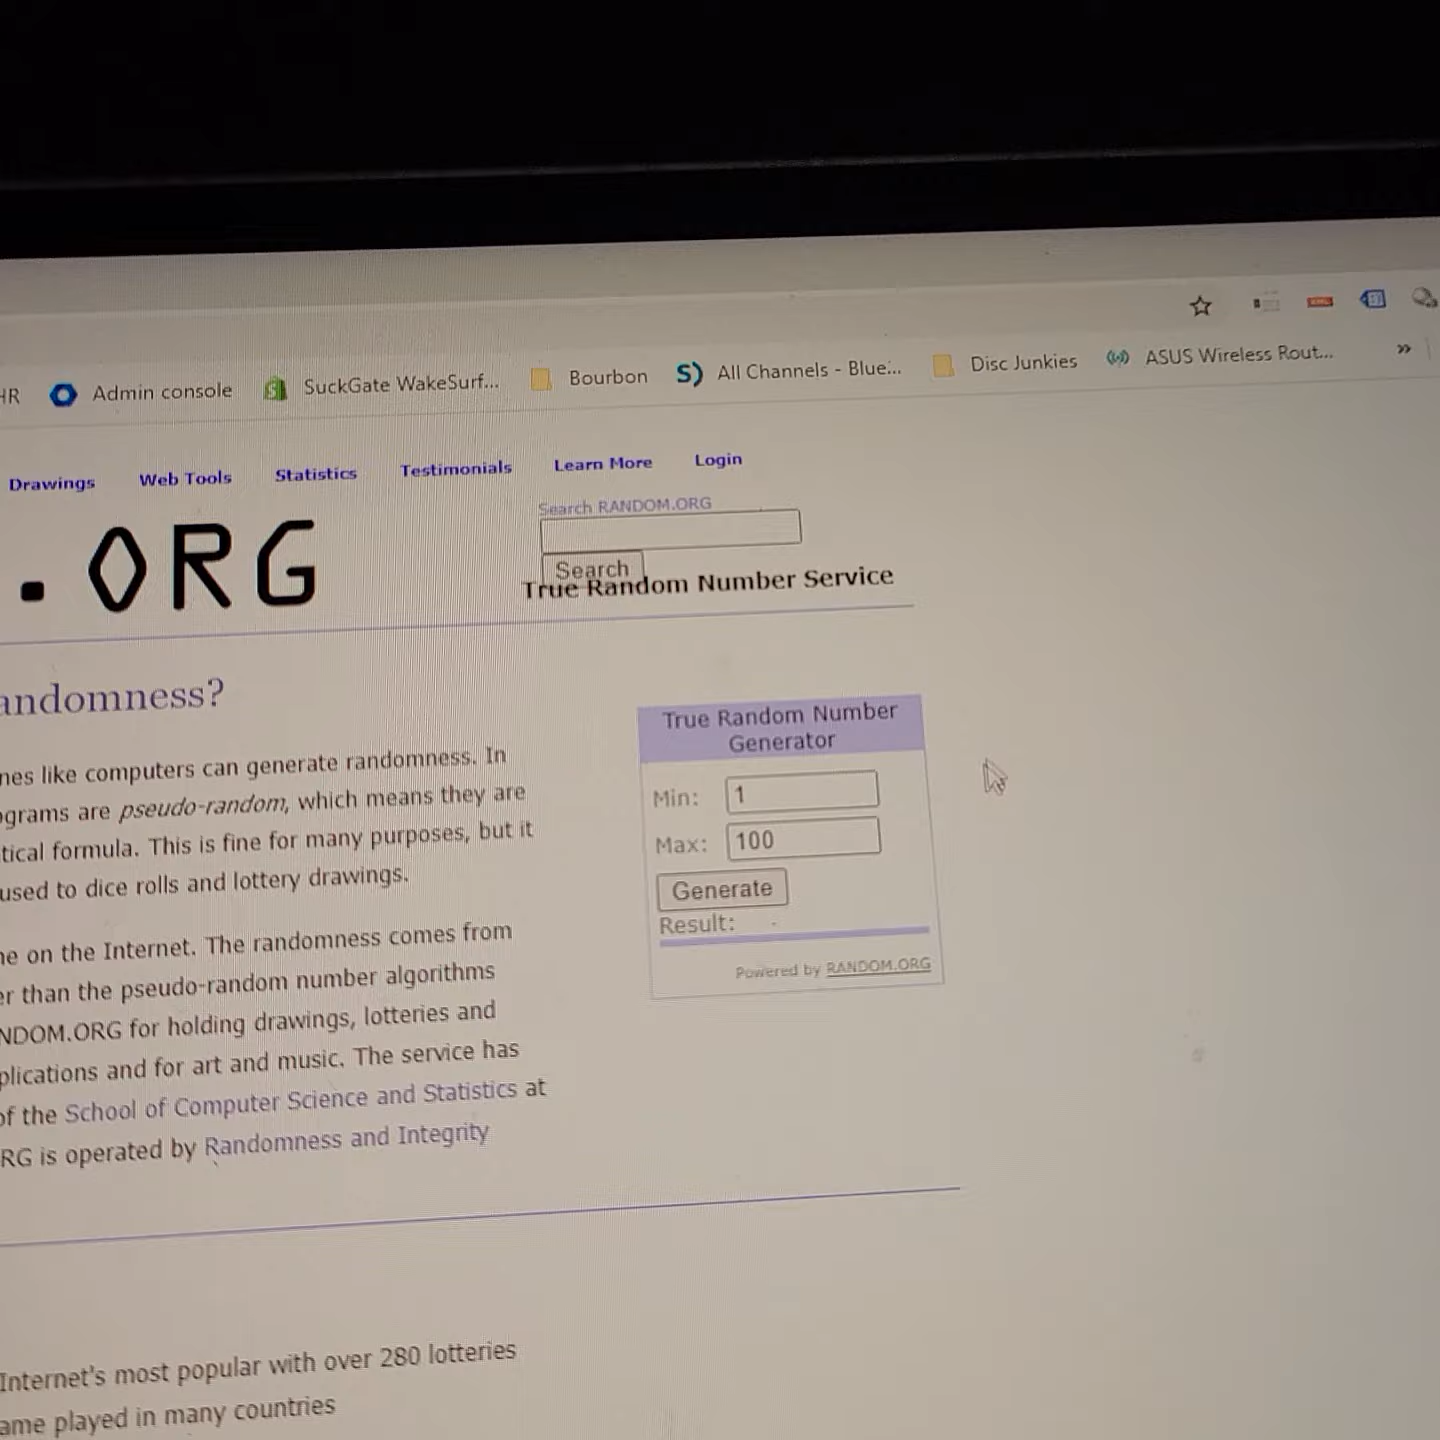 HR Admin console SuckGate WakeSurf... Bourbon S) All Channels - Blue... Disc Junkies ASUS Wireless Rout... »
Drawings Web Tools Statistics Testimonials Learn More Login
Search RANDOM.ORG
Search
.ORG
True Random Number Service
andomness?
nes like computers can generate randomness. In
ograms are pseudo-random, which means they are
tical formula. This is fine for many purposes, but it
used to dice rolls and lottery drawings.
ne on the Internet. The randomness comes from
er than the pseudo-random number algorithms
NDOM.ORG for holding drawings, lotteries and
plications and for art and music. The service has
of the School of Computer Science and Statistics at
RG is operated by Randomness and Integrity
True Random Number
Generator
Min: 1
Max: 100
Generate
Result:
Powered by RANDOM.ORG
Internet's most popular with over 280 lotteries
ame played in many countries